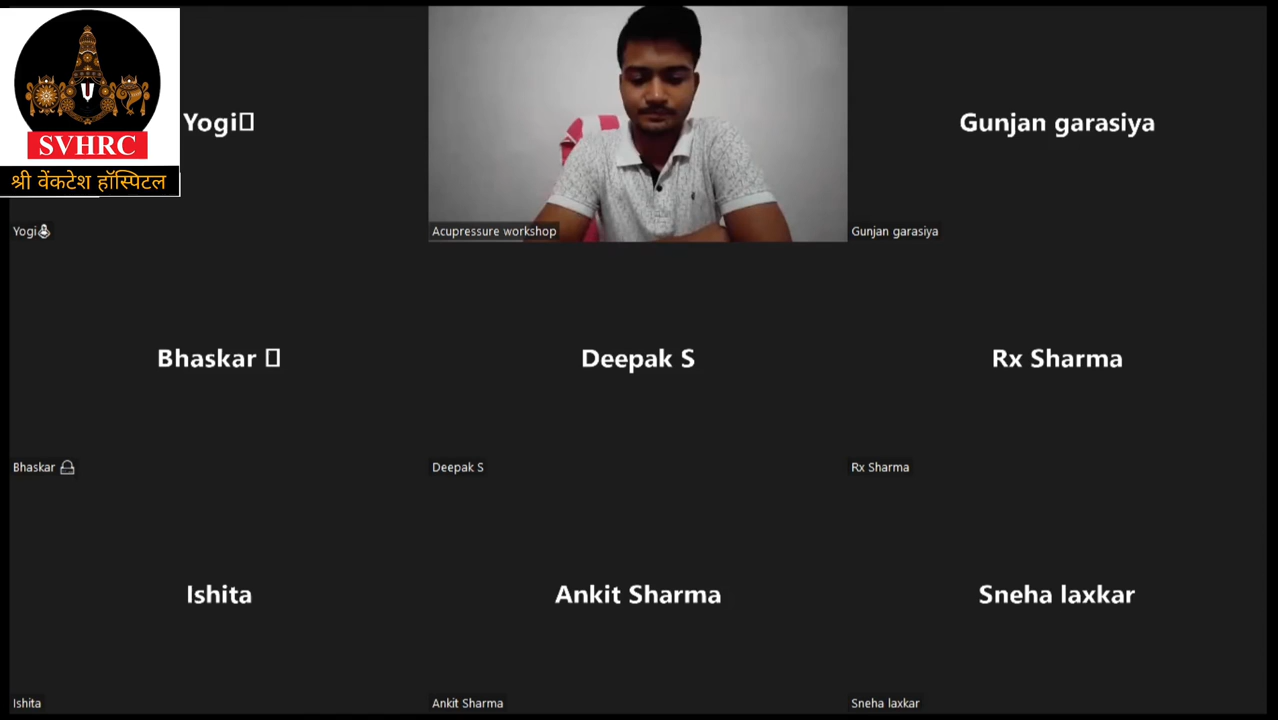 SVHRC
श्री वेंकटेश हॉस्पिटल
Yogi
Yogi
Acupressure workshop
Gunjan garasiya
Gunjan garasiya
Bhaskar
Bhaskar
Deepak S
Deepak S
Rx Sharma
Rx Sharma
Ishita
Ishita
Ankit Sharma
Ankit Sharma
Sneha laxkar
Sneha laxkar